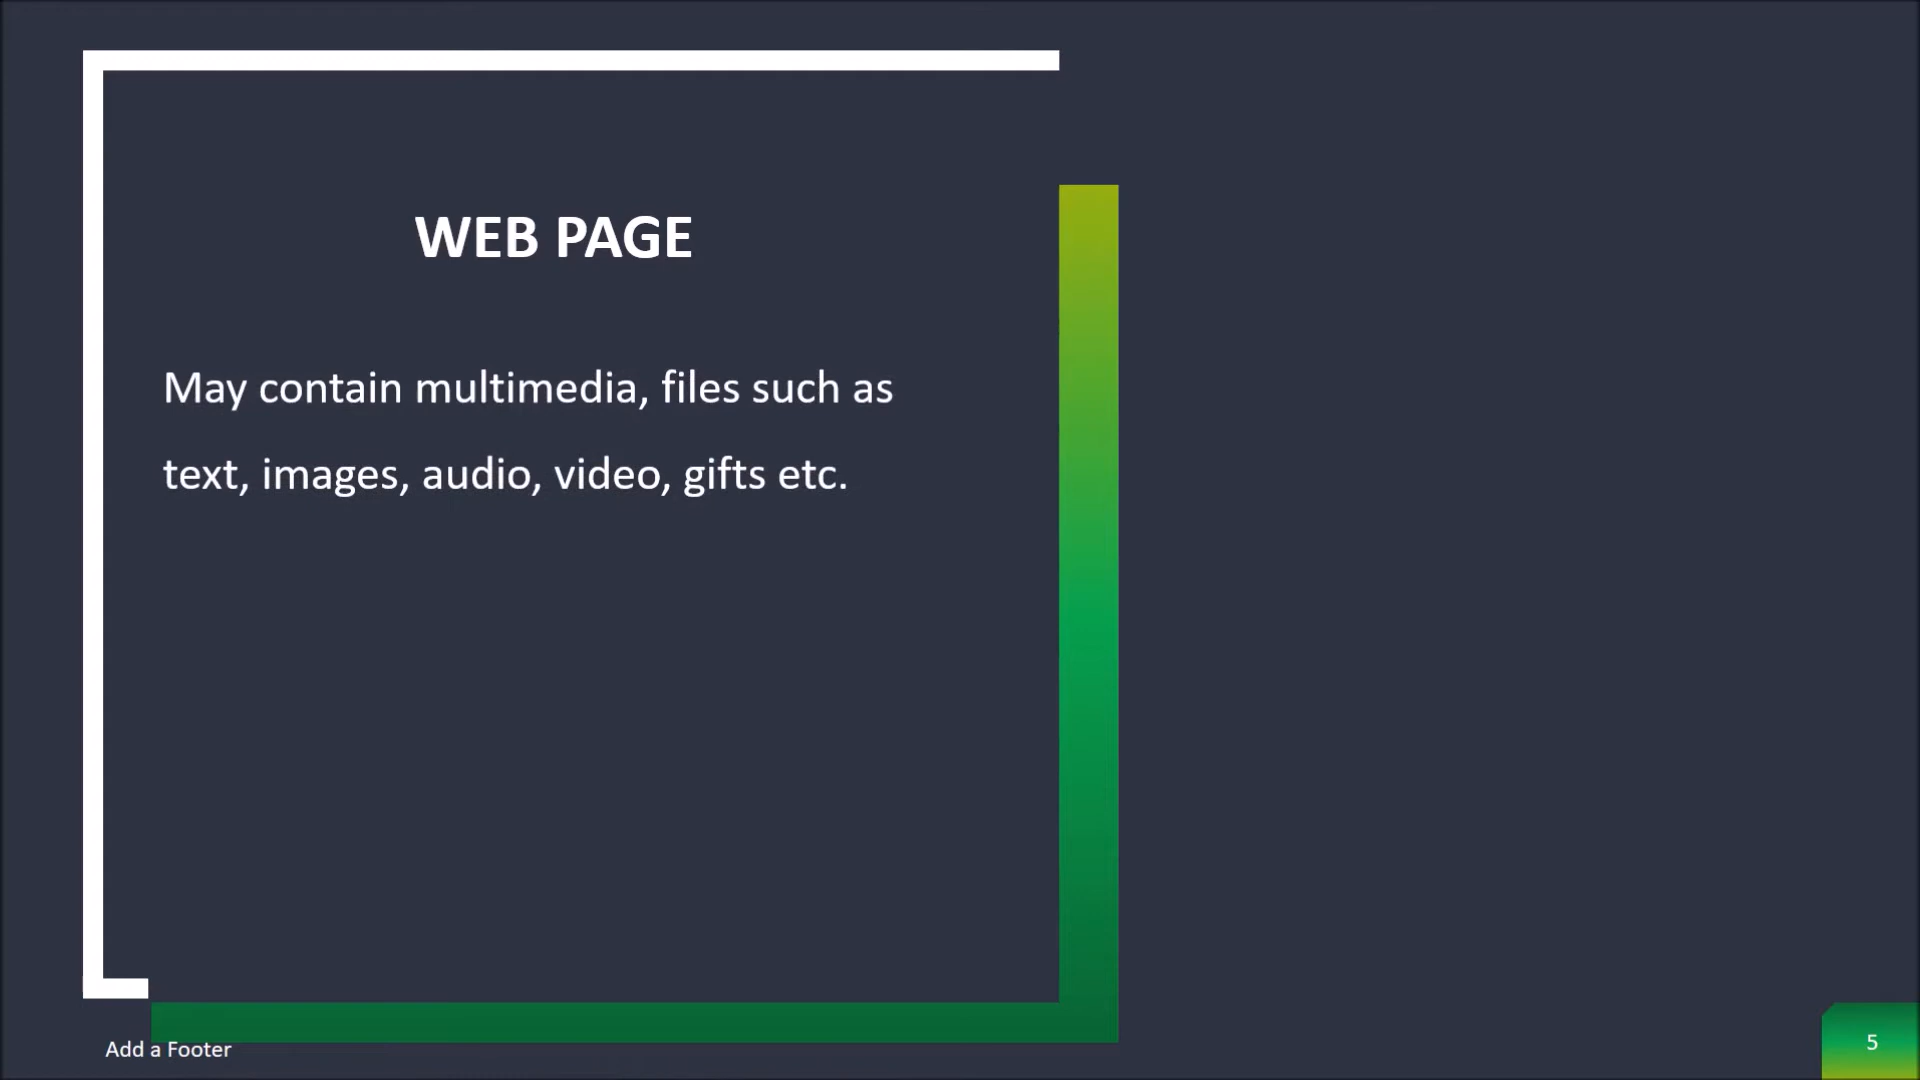 WEB PAGE
May contain multimedia, files such as
text, images, audio, video, gifts etc.
Add a Footer
5